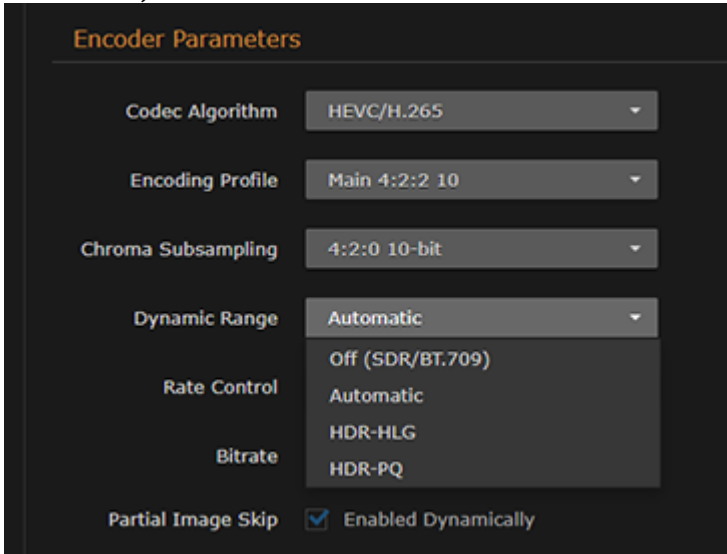 Encoder Parameters
Codec Algorithm HEVC/H.265
Encoding Profile Main 4:2:2 10
Chroma Subsampling 4:2:0 10-bit
Dynamic Range Automatic
Off (SDR/BT.709)
Rate Control
Automatic
HDR-HLG
Bitrate
HDR-PQ
Partial Image Skip Enabled Dynamically